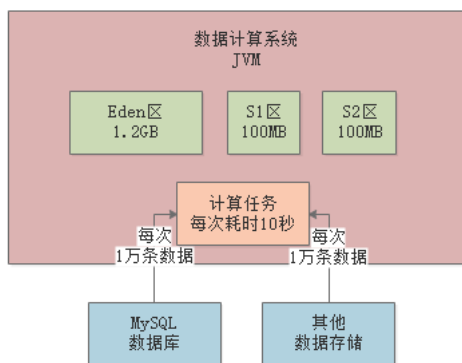 数据计算系统
JVM
Eden区
1.2GB
S1区
100MB
S2区
100MB
计算任务
每次耗时10秒
每次
1万条数据
每次
1万条数据
MySQL
数据库
其他
数据存储